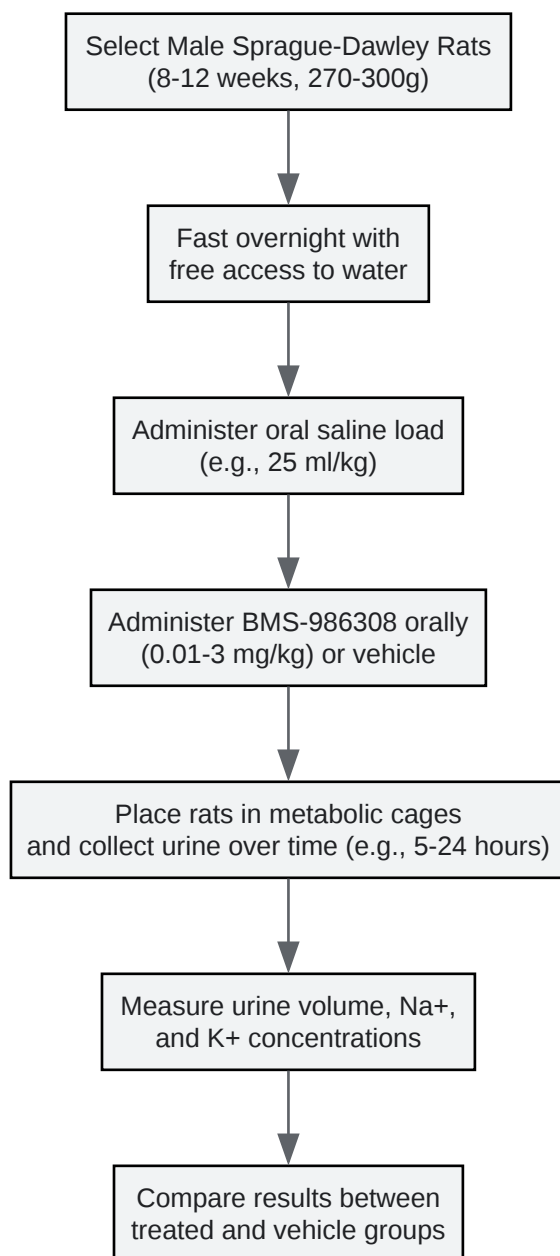 Select Male Sprague-Dawley Rats
(8-12 weeks, 270-300g)
Fast overnight with
free access to water
Administer oral saline load
(e.g., 25 ml/kg)
Administer BMS-986308 orally
(0.01-3 mg/kg) or vehicle
Place rats in metabolic cages
and collect urine over time (e.g., 5-24 hours)
Measure urine volume, Na+,
and K+ concentrations
Compare results between
treated and vehicle groups